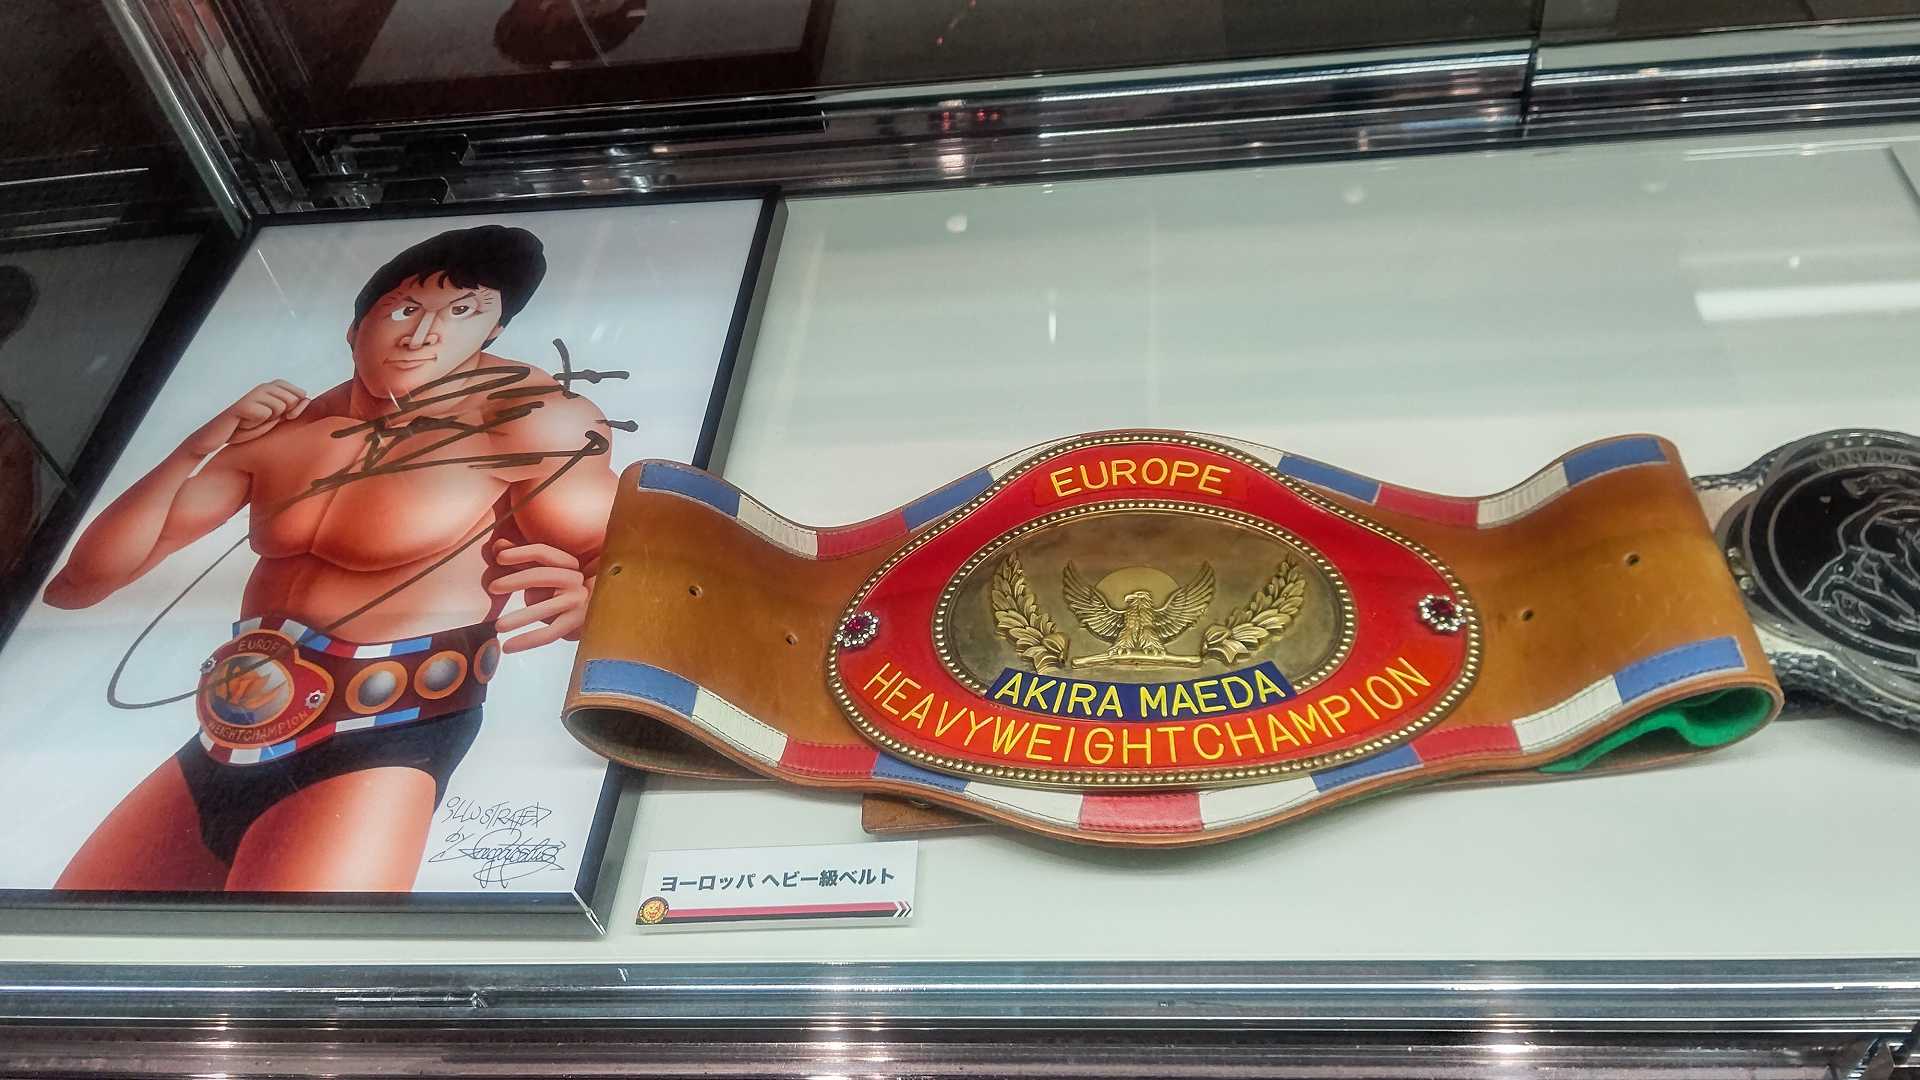 EUROPE
WEIGHTCHAMPION
ILLUSTRATED
by
EUROPE
AKIRA MAEDA
HEAVYWEIGHTCHAMPION
ヨーロッパ ヘビー級ベルト